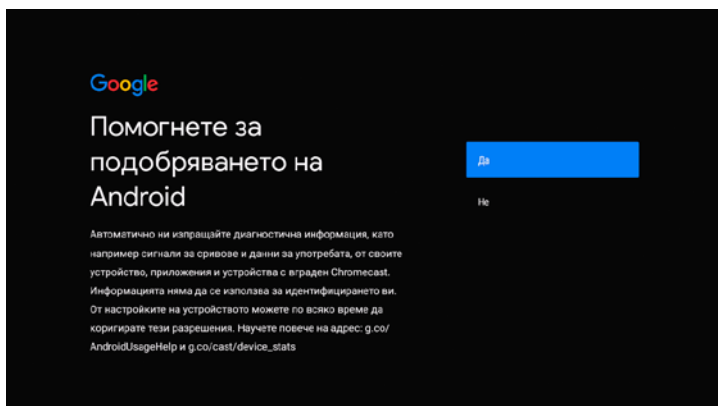 Google
Помогнете за
подобряването на
Android
Автоматично ни изпращайте диагностична информация, като
например сигнали за сривове и данни за употребата, от своите
устройство, приложения и устройства с вграден Chromecast.
Информацията няма да се използва за идентифицирането ви.
От настройките на устройството можете по всяко време да
коригирате тези разрешения. Научете повече на адрес: g.co/
AndroidUsageHelp и g.co/cast/device_stats
Да
Не